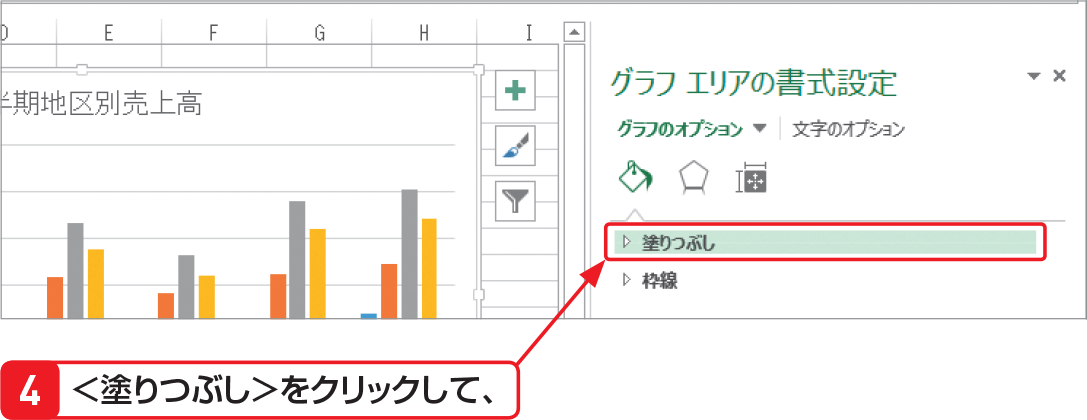 D E F G H I
グラフ エリアの書式設定
半期地区別売上高
グラフのオプション 文字のオプション
塗りつぶし
枠線
4 <塗りつぶし>をクリックして、